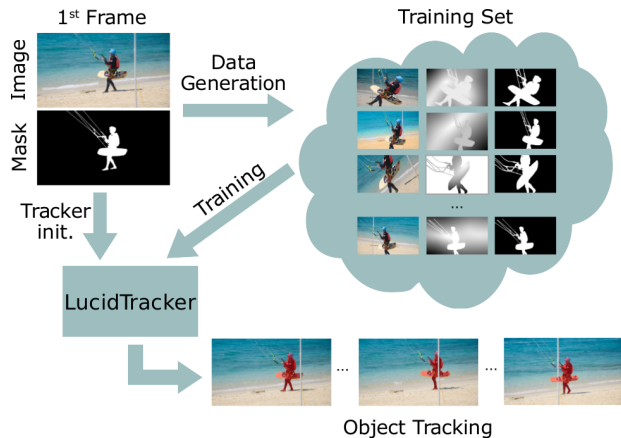 1st Frame
Training Set
Image
Mask
Data
Generation
...
Training
Tracker
init.
LucidTracker
... ...
Object Tracking